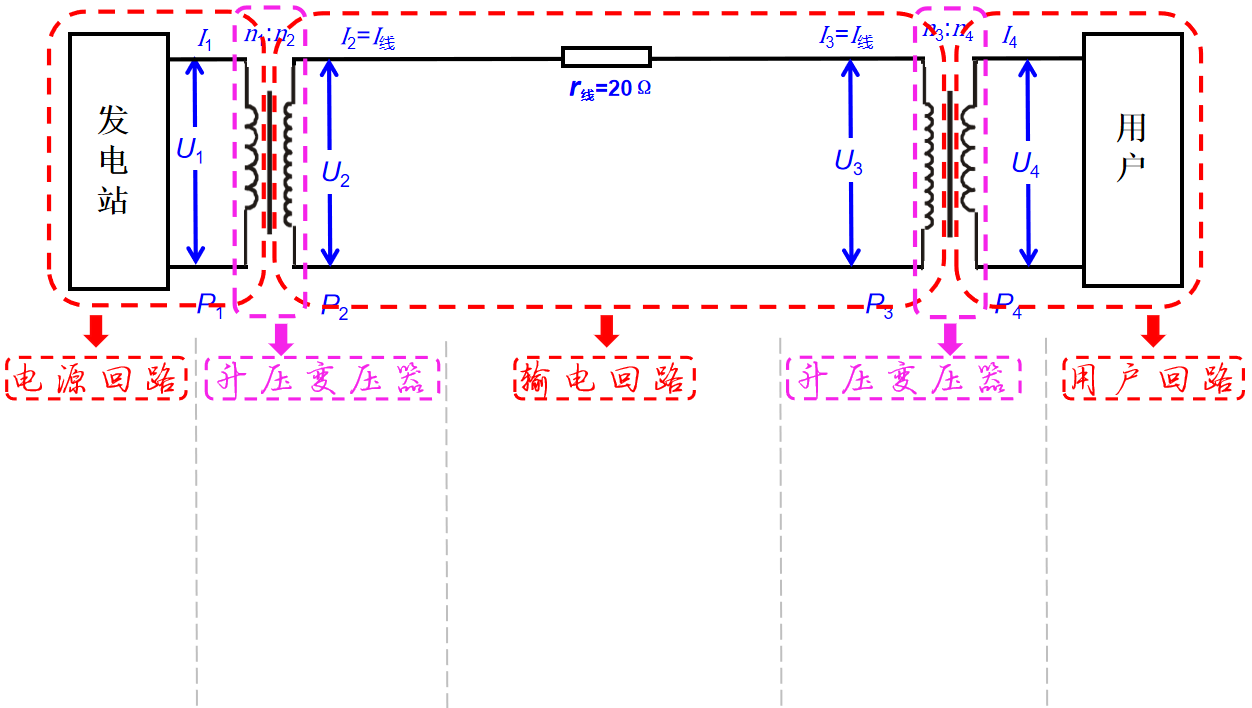 I1
n1:n2
I2=I线
I3=I线
n3:n4
I4
r线=20 Ω
发电站
U1
U2
U3
U4
用户
P1
P2
P3
P4
电源回路
升压变压器
输电回路
升压变压器
用户回路